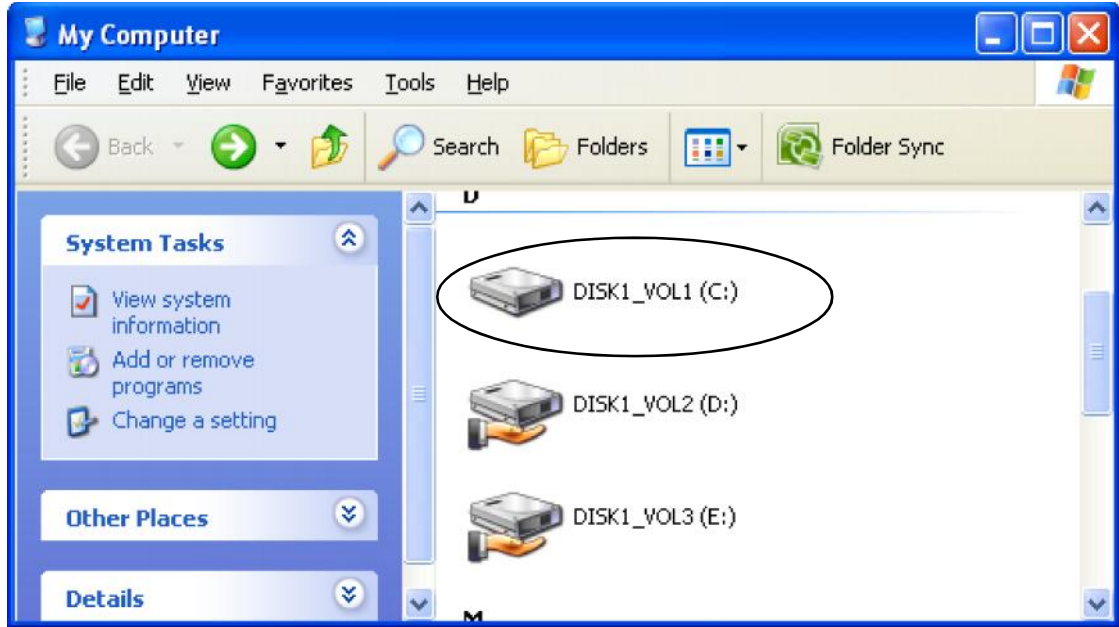 My Computer
File Edit View Favorites Tools Help
Back Search Folders Folder Sync
D
System Tasks
View system
information
Add or remove
programs
Change a setting
Other Places
Details
DISK1_VOL1 (C:)
DISK1_VOL2 (D:)
DISK1_VOL3 (E:)
M